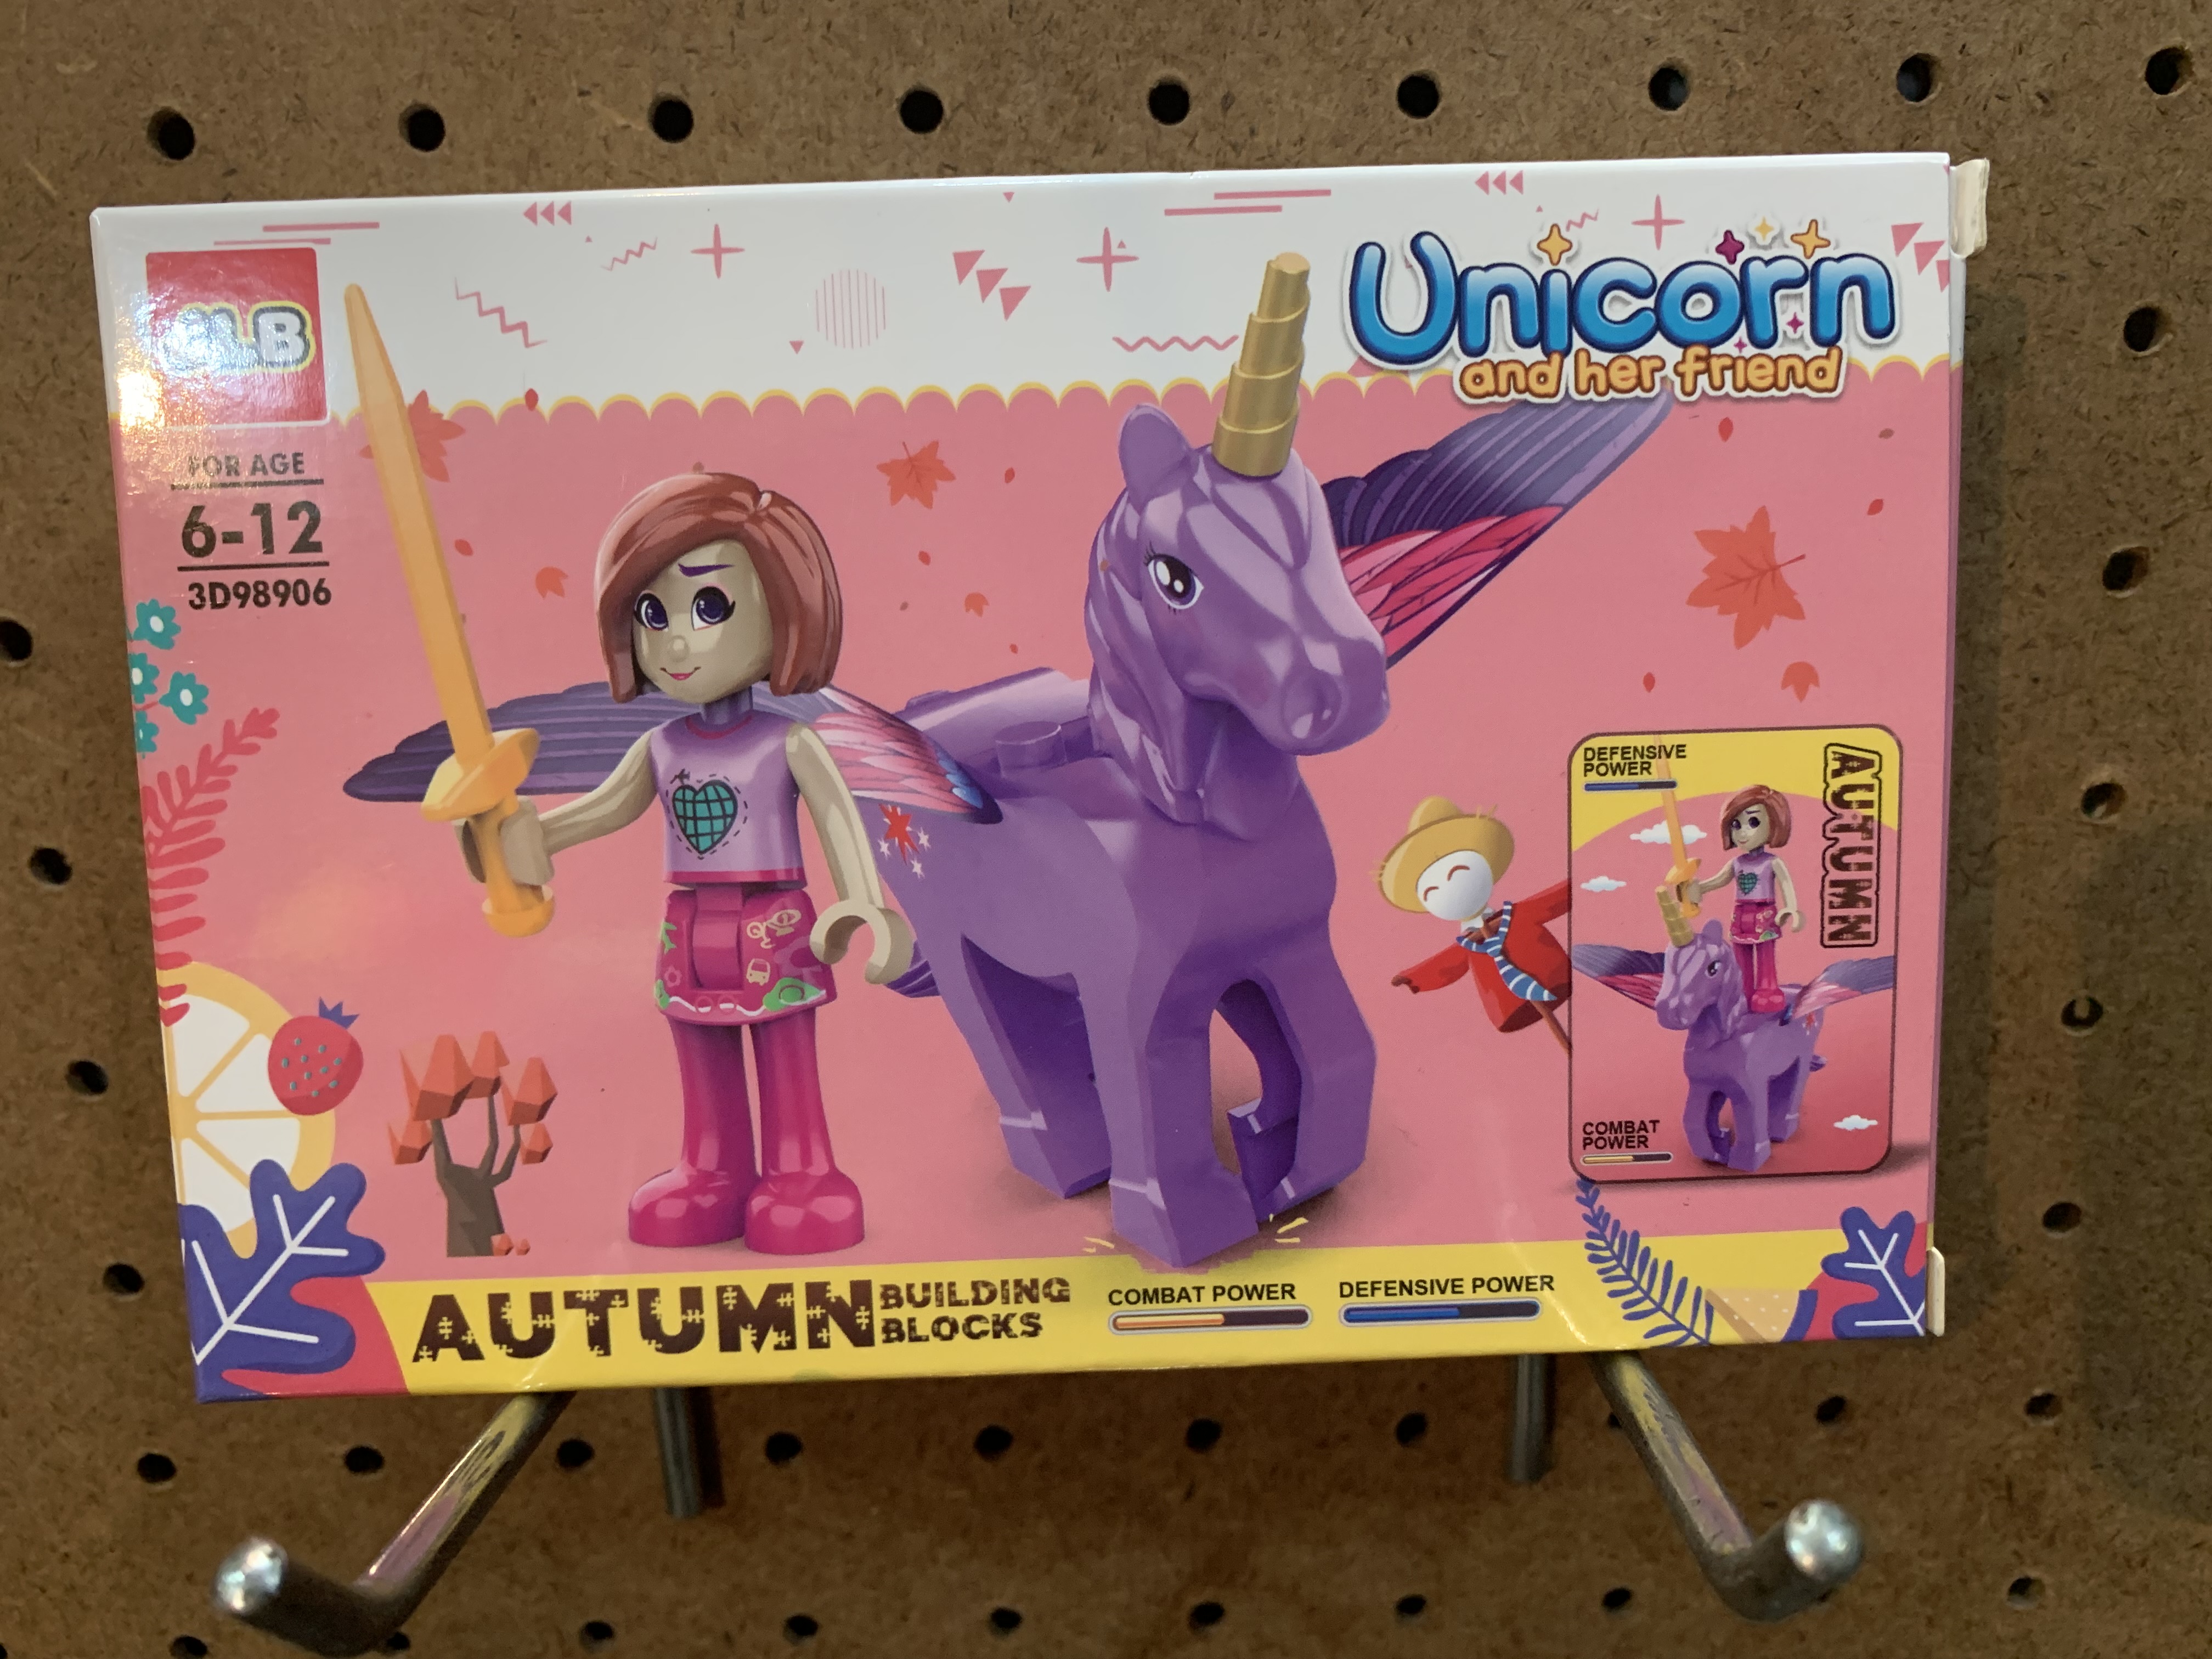 Unicorn
and her friend
FOR AGE
6-12
3D98906
DEFENSIVE
POWER
AUTUMN
COMBAT
POWER
AUTUMN BUILDING
BLOCKS
COMBAT POWER
DEFENSIVE POWER